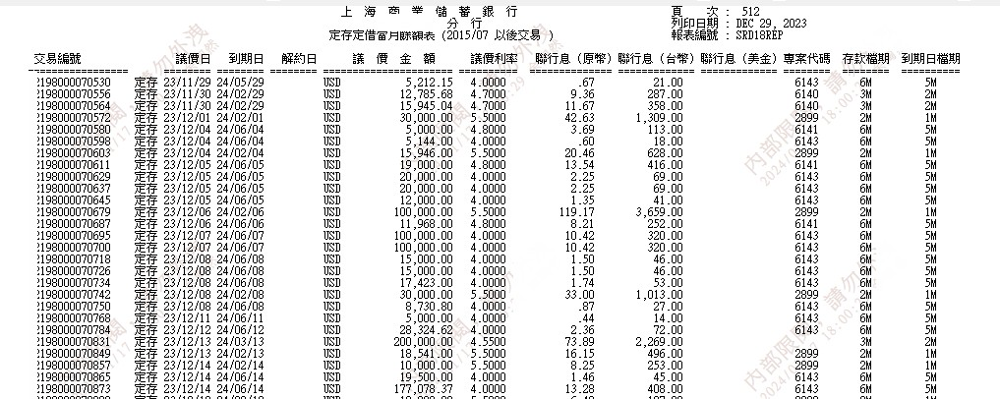 上 海 商 業 儲 蓄 銀 行 頁 次 : 512
分 行 列印日期 : DEC 29, 2023
定存定借當月餘額表 (2015/07 以後交易 ) 報表編號 : SRD18REP
交易編號 議價日 到期日 解約日 議 價 金 額 議價利率 聯行息 (原幣) 聯行息 (台幣) 聯行息 (美金) 專案代碼 存款檔期 到期日檔期
2198000070530 定存 23/11/29 24/05/29 USD 5,212.15 4.0000 .67 21.00 6143 6M 5M
2198000070556 定存 23/11/30 24/02/29 USD 12,785.68 4.7000 9.36 287.00 6140 3M 2M
2198000070564 定存 23/11/30 24/02/29 USD 15,945.04 4.7000 11.67 358.00 6140 3M 2M
2198000070572 定存 23/12/01 24/02/01 USD 30,000.00 5.5000 42.63 1,309.00 2899 2M 1M
2198000070580 定存 23/12/04 24/06/04 USD 5,000.00 4.8000 3.69 113.00 6141 6M 5M
2198000070598 定存 23/12/04 24/06/04 USD 5,144.00 4.0000 .60 18.00 6143 6M 5M
2198000070603 定存 23/12/04 24/02/04 USD 15,946.00 5.5000 20.46 628.00 2899 2M 1M
2198000070611 定存 23/12/05 24/06/05 USD 19,000.00 4.8000 13.54 416.00 6141 6M 5M
2198000070629 定存 23/12/05 24/06/05 USD 20,000.00 4.0000 2.25 69.00 6143 6M 5M
2198000070637 定存 23/12/05 24/06/05 USD 20,000.00 4.0000 2.25 69.00 6143 6M 5M
2198000070645 定存 23/12/05 24/06/05 USD 12,000.00 4.0000 1.35 41.00 6143 6M 5M
2198000070679 定存 23/12/06 24/02/06 USD 100,000.00 5.5000 119.17 3,659.00 2899 2M 1M
2198000070687 定存 23/12/06 24/06/06 USD 11,968.00 4.8000 8.21 252.00 6141 6M 5M
2198000070695 定存 23/12/07 24/06/07 USD 100,000.00 4.0000 10.42 320.00 6143 6M 5M
2198000070700 定存 23/12/07 24/06/07 USD 100,000.00 4.0000 10.42 320.00 6143 6M 5M
2198000070718 定存 23/12/08 24/06/08 USD 15,000.00 4.0000 1.50 46.00 6143 6M 5M
2198000070726 定存 23/12/08 24/06/08 USD 15,000.00 4.0000 1.50 46.00 6143 6M 5M
2198000070734 定存 23/12/08 24/06/08 USD 17,423.00 4.0000 1.74 53.00 6143 6M 5M
2198000070742 定存 23/12/08 24/02/08 USD 30,000.00 5.5000 33.00 1,013.00 2899 2M 1M
2198000070750 定存 23/12/08 24/06/08 USD 8,730.80 4.0000 .87 27.00 6143 6M 5M
2198000070768 定存 23/12/11 24/06/11 USD 5,000.00 4.0000 .44 14.00 6143 6M 5M
2198000070784 定存 23/12/12 24/06/12 USD 28,324.62 4.0000 2.36 72.00 6143 6M 5M
2198000070831 定存 23/12/13 24/03/13 USD 200,000.00 4.5500 73.89 2,269.00 3M 2M
2198000070849 定存 23/12/13 24/02/13 USD 18,541.00 5.5000 16.15 496.00 2899 2M 1M
2198000070857 定存 23/12/14 24/02/14 USD 10,000.00 5.5000 8.25 253.00 2899 2M 1M
2198000070865 定存 23/12/14 24/06/14 USD 19,500.00 4.0000 1.46 45.00 6143 6M 5M
2198000070873 定存 23/12/14 24/06/14 USD 177,078.37 4.0000 13.28 408.00 6143 6M 5M